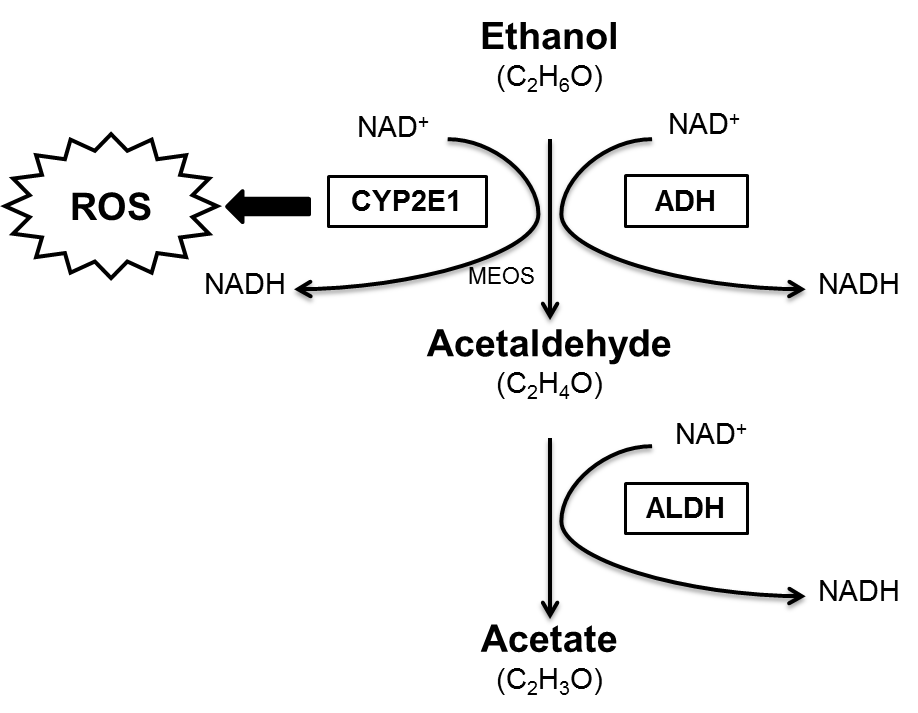 Ethanol
(C₂H₆O)
NAD⁺
NAD⁺
ROS
CYP2E1
ADH
NADH
MEOS
NADH
Acetaldehyde
(C₂H₄O)
NAD⁺
ALDH
NADH
Acetate
(C₂H₃O)